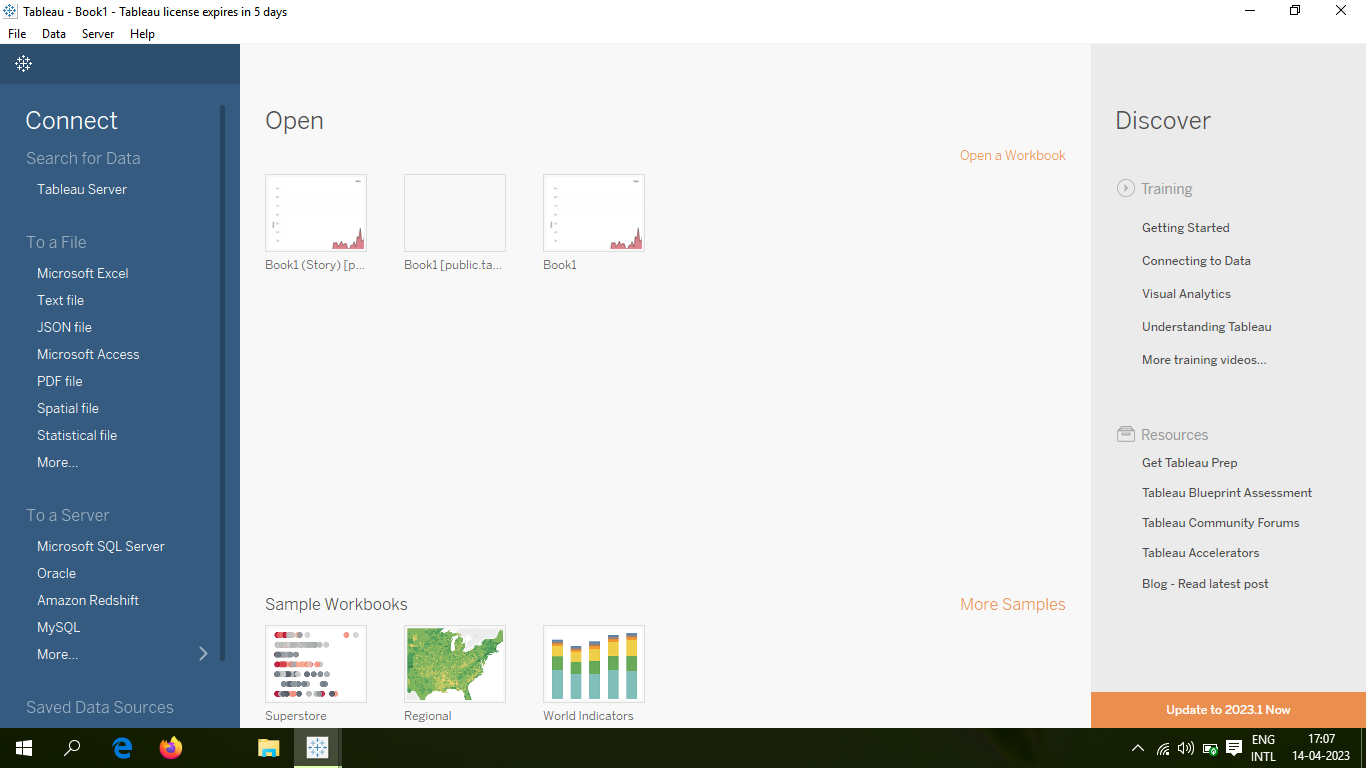 Tableau - Book1 - Tableau license expires in 5 days
File Data Server Help
Connect
Search for Data
Tableau Server
To a File
Microsoft Excel
Text file
JSON file
Microsoft Access
PDF file
Spatial file
Statistical file
More...
To a Server
Microsoft SQL Server
Oracle
Amazon Redshift
MySQL
More...
Saved Data Sources
Open
Open a Workbook
Book1 (Story) [p...
Book1 [public.ta...
Book1
Sample Workbooks
More Samples
Superstore
Regional
World Indicators
Discover
Training
Getting Started
Connecting to Data
Visual Analytics
Understanding Tableau
More training videos...
Resources
Get Tableau Prep
Tableau Blueprint Assessment
Tableau Community Forums
Tableau Accelerators
Blog - Read latest post
Update to 2023.1 Now
ENG
INTL
17:07
14-04-2023